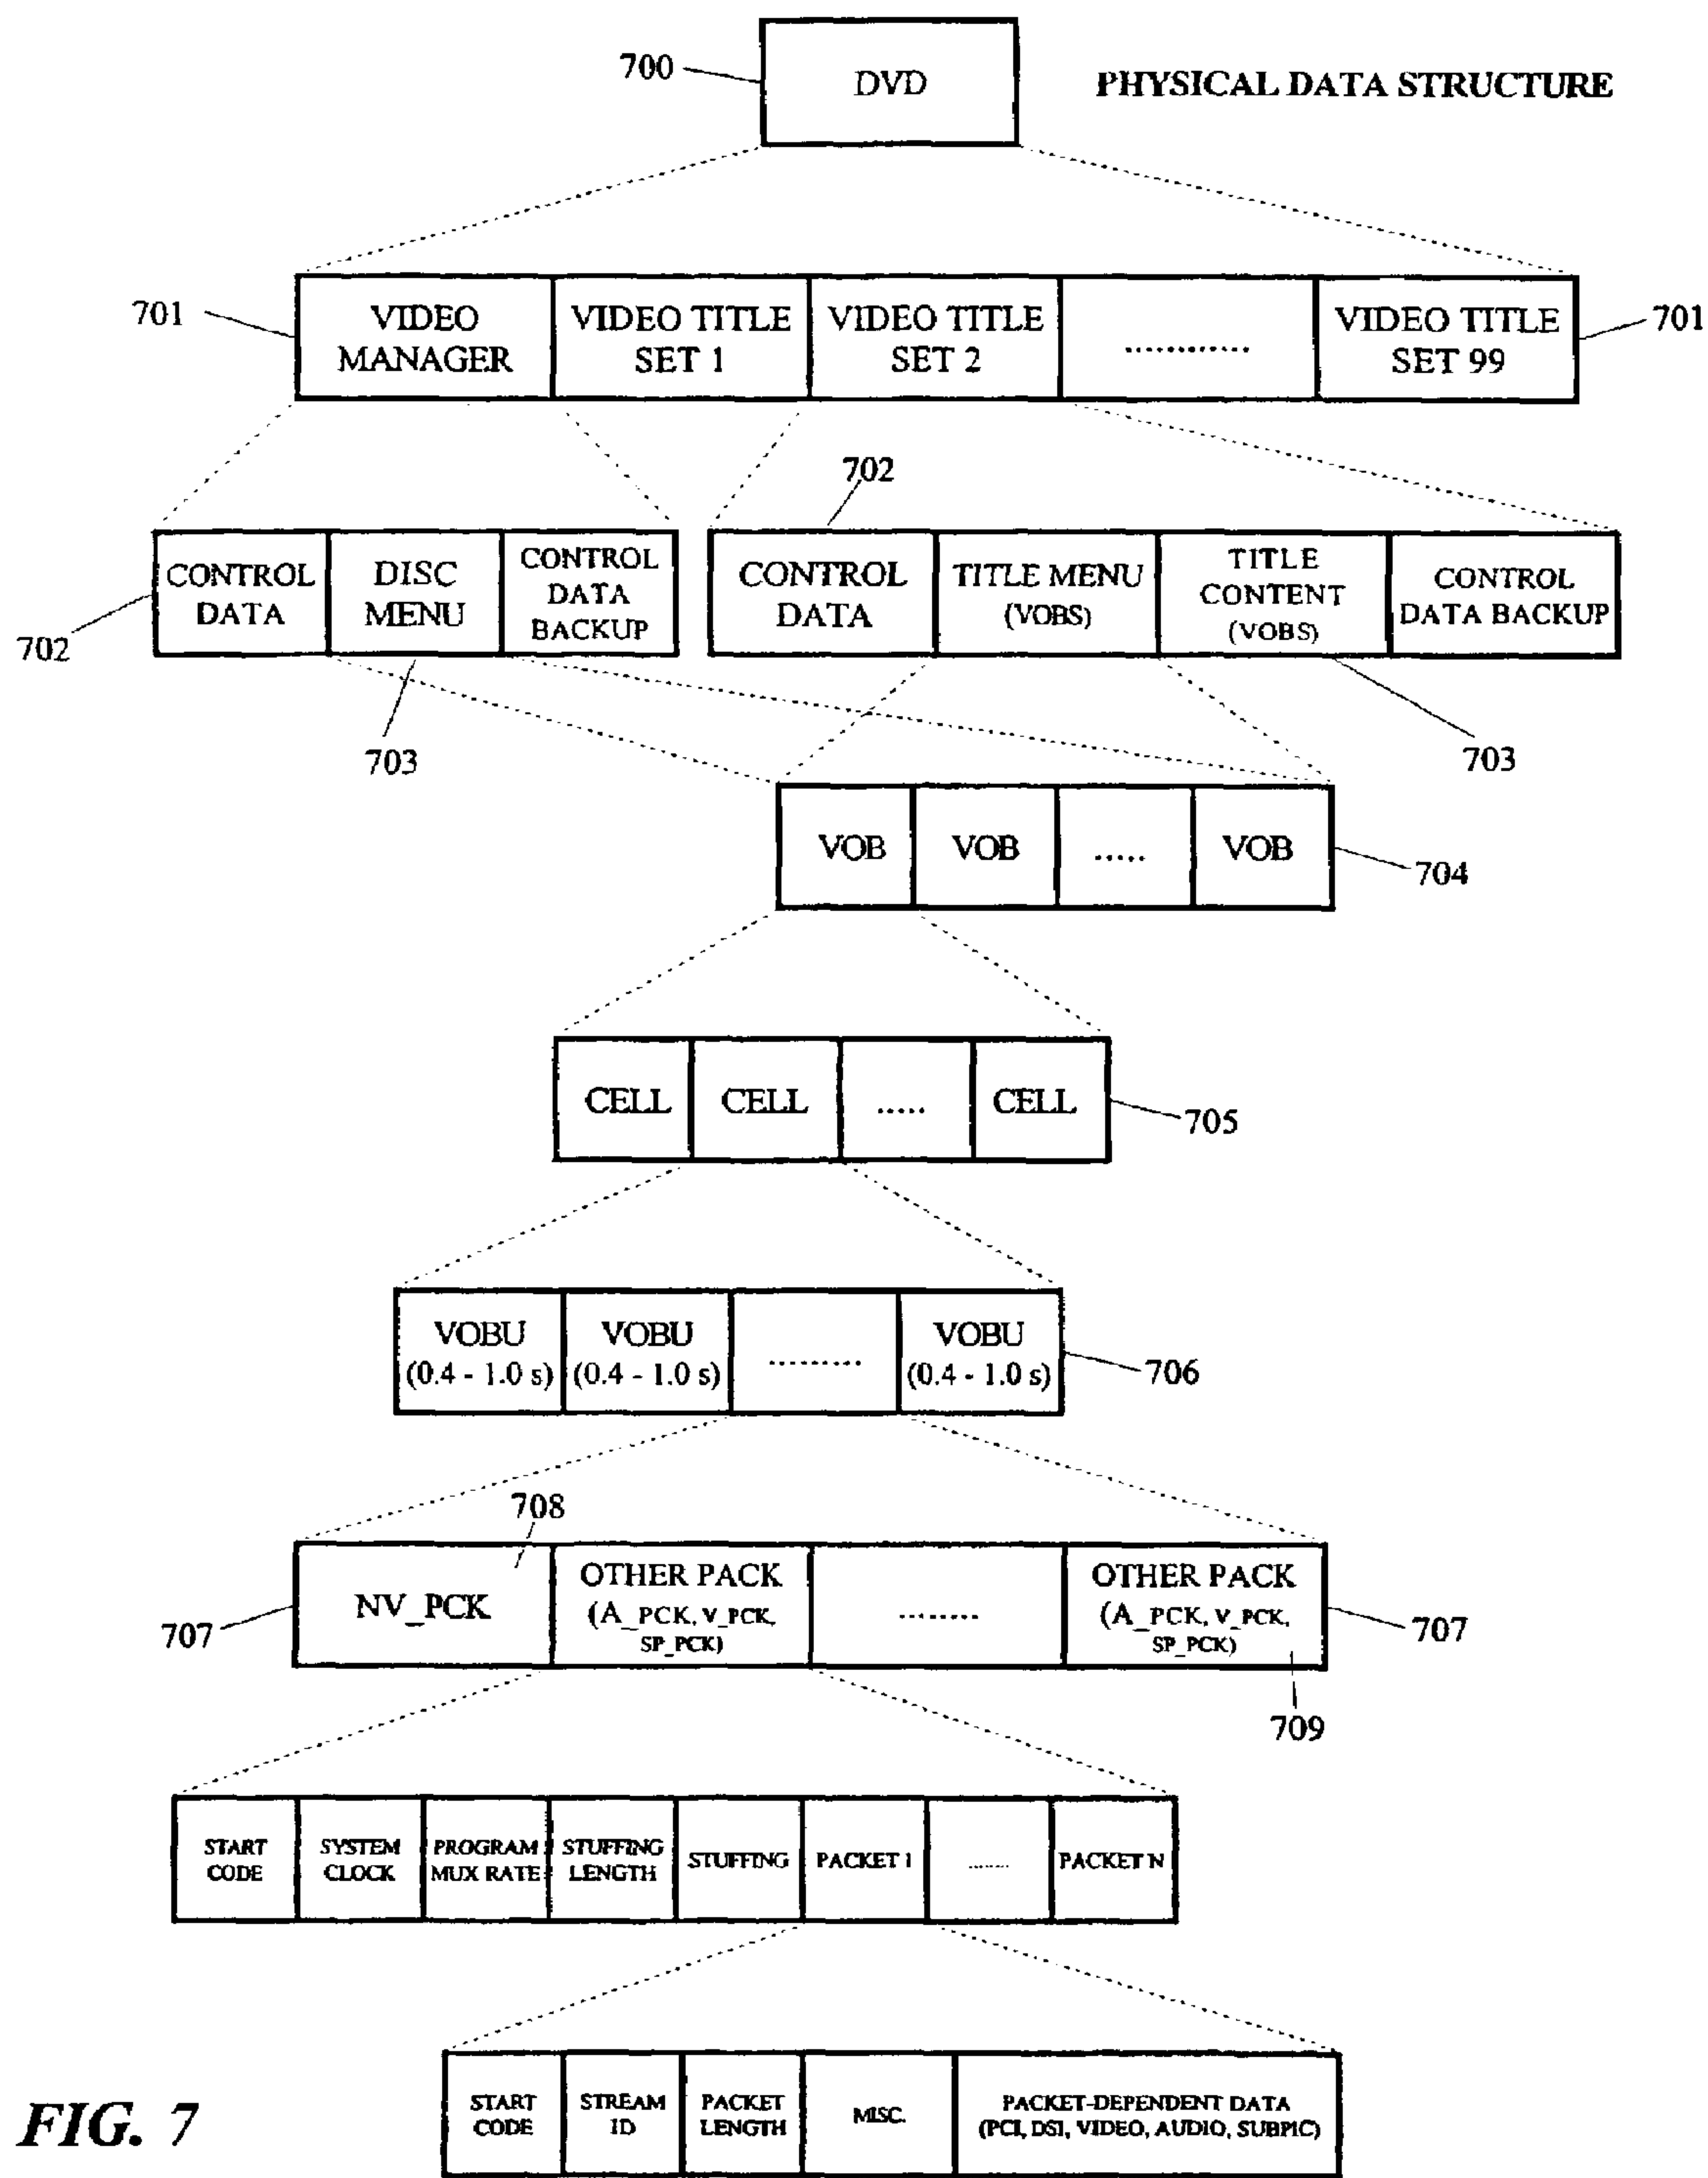 700
DVD
PHYSICAL DATA STRUCTURE
701
VIDEO
MANAGER
VIDEO TITLE
SET 1
VIDEO TITLE
SET 2
............
VIDEO TITLE
SET 99
701
702
CONTROL
DATA
DISC
MENU
CONTROL
DATA
BACKUP
702
CONTROL
DATA
TITLE MENU
(VOBS)
TITLE
CONTENT
(VOBS)
CONTROL
DATA BACKUP
703
703
VOB
VOB
.....
VOB
704
CELL
CELL
.....
CELL
705
VOBU
(0.4 - 1.0 s)
VOBU
(0.4 - 1.0 s)
.........
VOBU
(0.4 - 1.0 s)
706
708
707
NV_PCK
OTHER PACK
(A_PCK, V_PCK,
SP_PCK)
........
OTHER PACK
(A_PCK, V_PCK,
SP_PCK)
707
709
START
CODE
SYSTEM
CLOCK
PROGRAM
MUX RATE
STUFFING
LENGTH
STUFFING
PACKET 1
.......
PACKET N
START
CODE
STREAM
ID
PACKET
LENGTH
MISC.
PACKET-DEPENDENT DATA
(PCI, DSI, VIDEO, AUDIO, SUBPIC)
FIG. 7